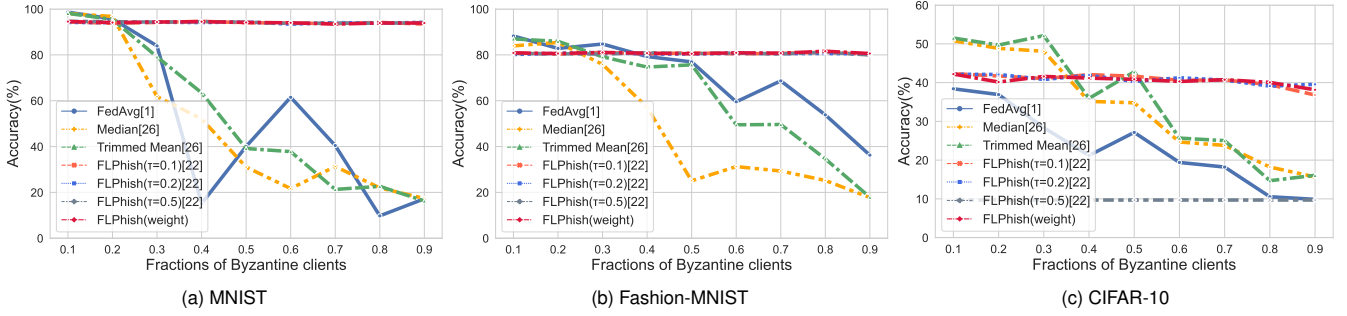 100
80
60
40
20
0
Accuracy(%)
FedAvg[1]
Median[26]
Trimmed Mean[26]
FLPhish(τ=0.1)[22]
FLPhish(τ=0.2)[22]
FLPhish(τ=0.5)[22]
FLPhish(weight)
0.1 0.2 0.3 0.4 0.5 0.6 0.7 0.8 0.9
Fractions of Byzantine clients
(a) MNIST
100
80
60
40
20
0
Accuracy(%)
FedAvg[1]
Median[26]
Trimmed Mean[26]
FLPhish(τ=0.1)[22]
FLPhish(τ=0.2)[22]
FLPhish(τ=0.5)[22]
FLPhish(weight)
0.1 0.2 0.3 0.4 0.5 0.6 0.7 0.8 0.9
Fractions of Byzantine clients
(b) Fashion-MNIST
60
50
40
30
20
10
0
Accuracy(%)
FedAvg[1]
Median[26]
Trimmed Mean[26]
FLPhish(τ=0.1)[22]
FLPhish(τ=0.2)[22]
FLPhish(τ=0.5)[22]
FLPhish(weight)
0.1 0.2 0.3 0.4 0.5 0.6 0.7 0.8 0.9
Fractions of Byzantine clients
(c) CIFAR-10